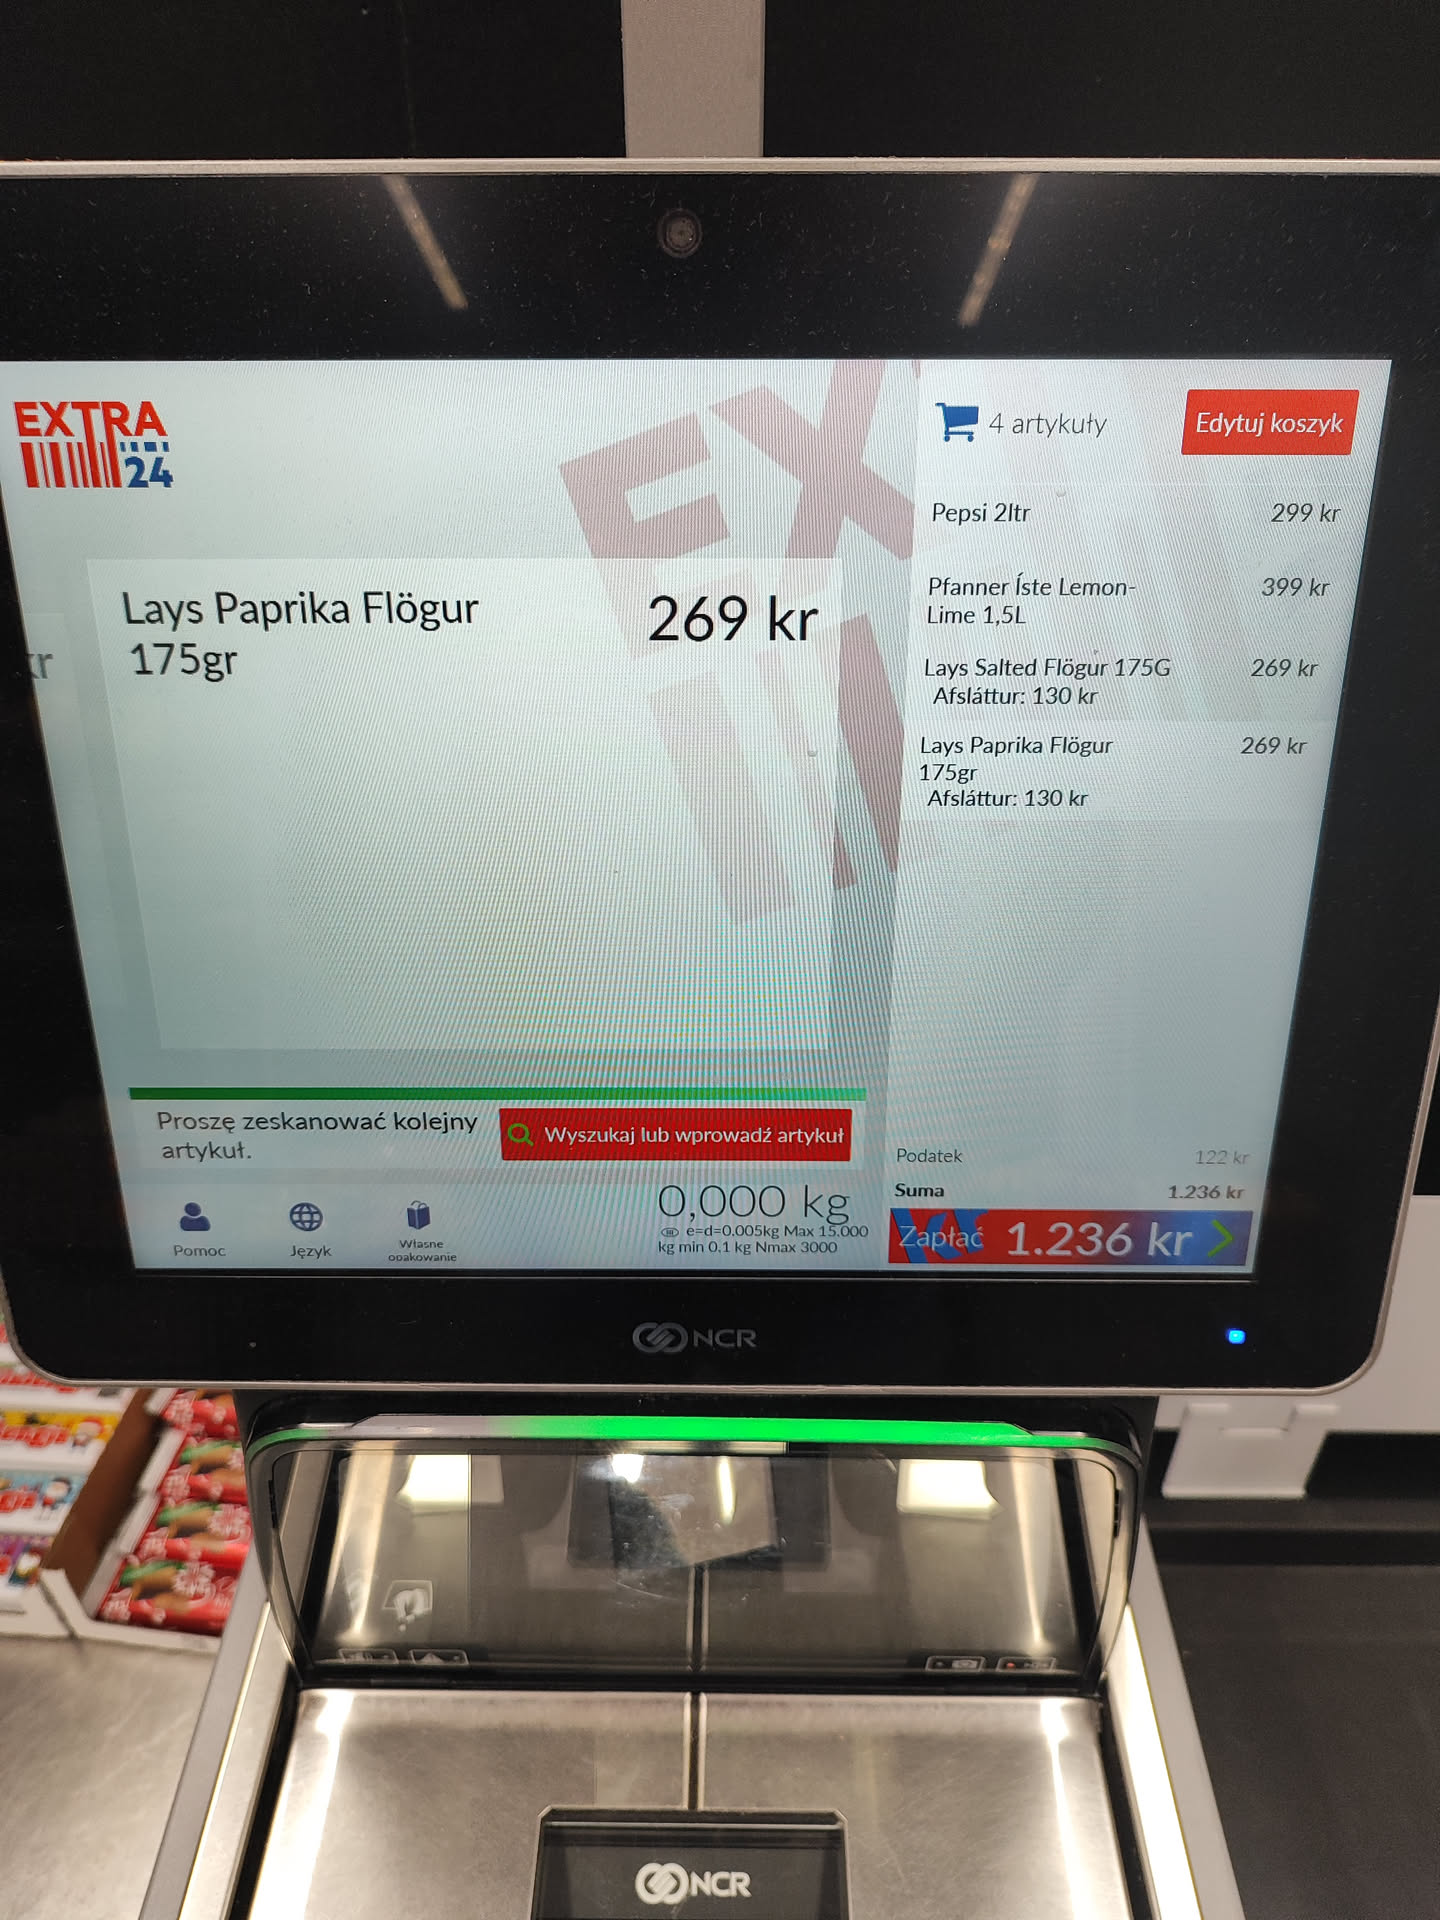 EXTRA
24
4 artykuły
Edytuj koszyk
Pepsi 2ltr 299 kr
Pfanner Íste Lemon- 399 kr
Lime 1,5L
Lays Salted Flögur 175G 269 kr
Afsláttur: 130 kr
Lays Paprika Flögur 269 kr
175gr
Afsláttur: 130 kr
kr
Lays Paprika Flögur 269 kr
175gr
Proszę zeskanować kolejny
artykuł.
Wyszukaj lub wprowadź artykuł
Pomoc
Język
Własne
opakowanie
0,000 kg
e=d=0.005kg Max 15.000
kg min 0.1 kg Nmax 3000
Podatek 122 kr
Suma 1.236 kr
Zapłać 1.236 kr
NCR
NCR